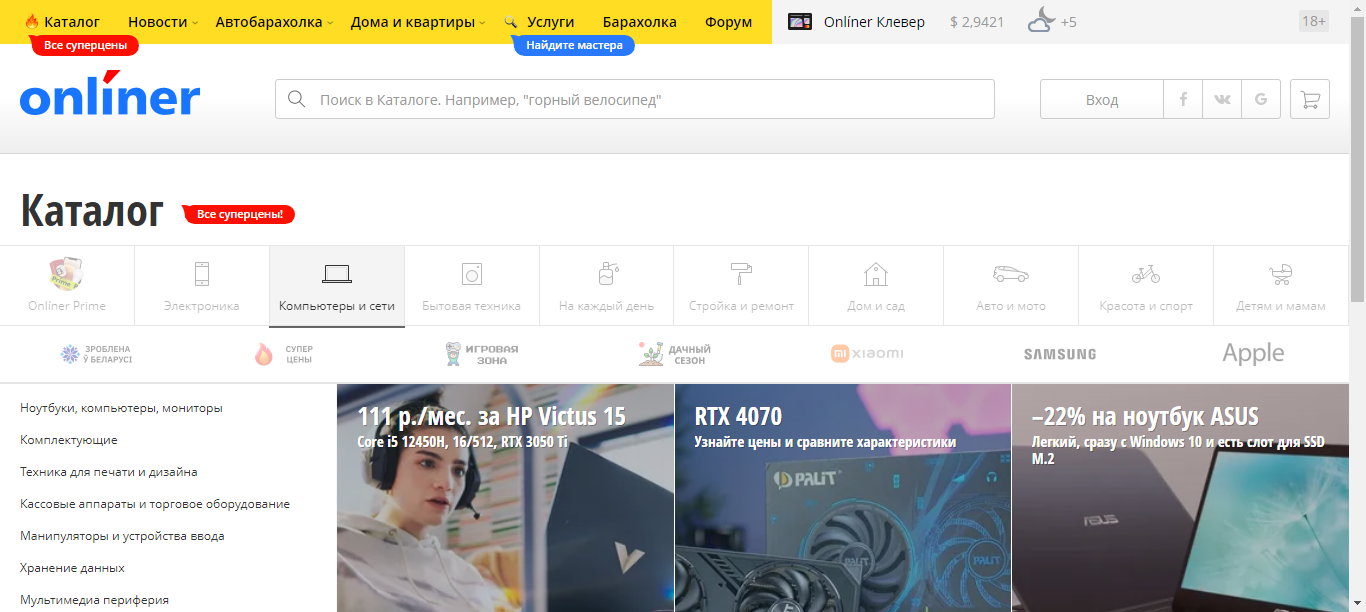 Каталог Новости Автобарахолка Дома и квартиры Услуги Барахолка Форум Onlíner Клевер $ 2,9421 +5 18+
Все суперцены Найдите мастера
onlíner
Поиск в Каталоге. Например, "горный велосипед"
Вход f G
Каталог
Все суперцены!
Onlíner Prime Электроника Компьютеры и сети Бытовая техника На каждый день Стройка и ремонт Дом и сад Авто и мото Красота и спорт Детям и мамам
ЗРОБЛЕНА
Ў БЕЛАРУСІ
СУПЕР
ЦЕНЫ
ИГРОВАЯ
ЗОНА
ДАЧНЫЙ
СЕЗОН
mi xiaomi
SAMSUNG
Apple
Ноутбуки, компьютеры, мониторы
Комплектующие
Техника для печати и дизайна
Кассовые аппараты и торговое оборудование
Манипуляторы и устройства ввода
Хранение данных
Мультимедиа периферия
111 р./мес. за HP Victus 15
Core i5 12450H, 16/512, RTX 3050 Ti
RTX 4070
Узнайте цены и сравните характеристики
PALIT
PALIT
–22% на ноутбук ASUS
Легкий, сразу с Windows 10 и есть слот для SSD
M.2
ASUS